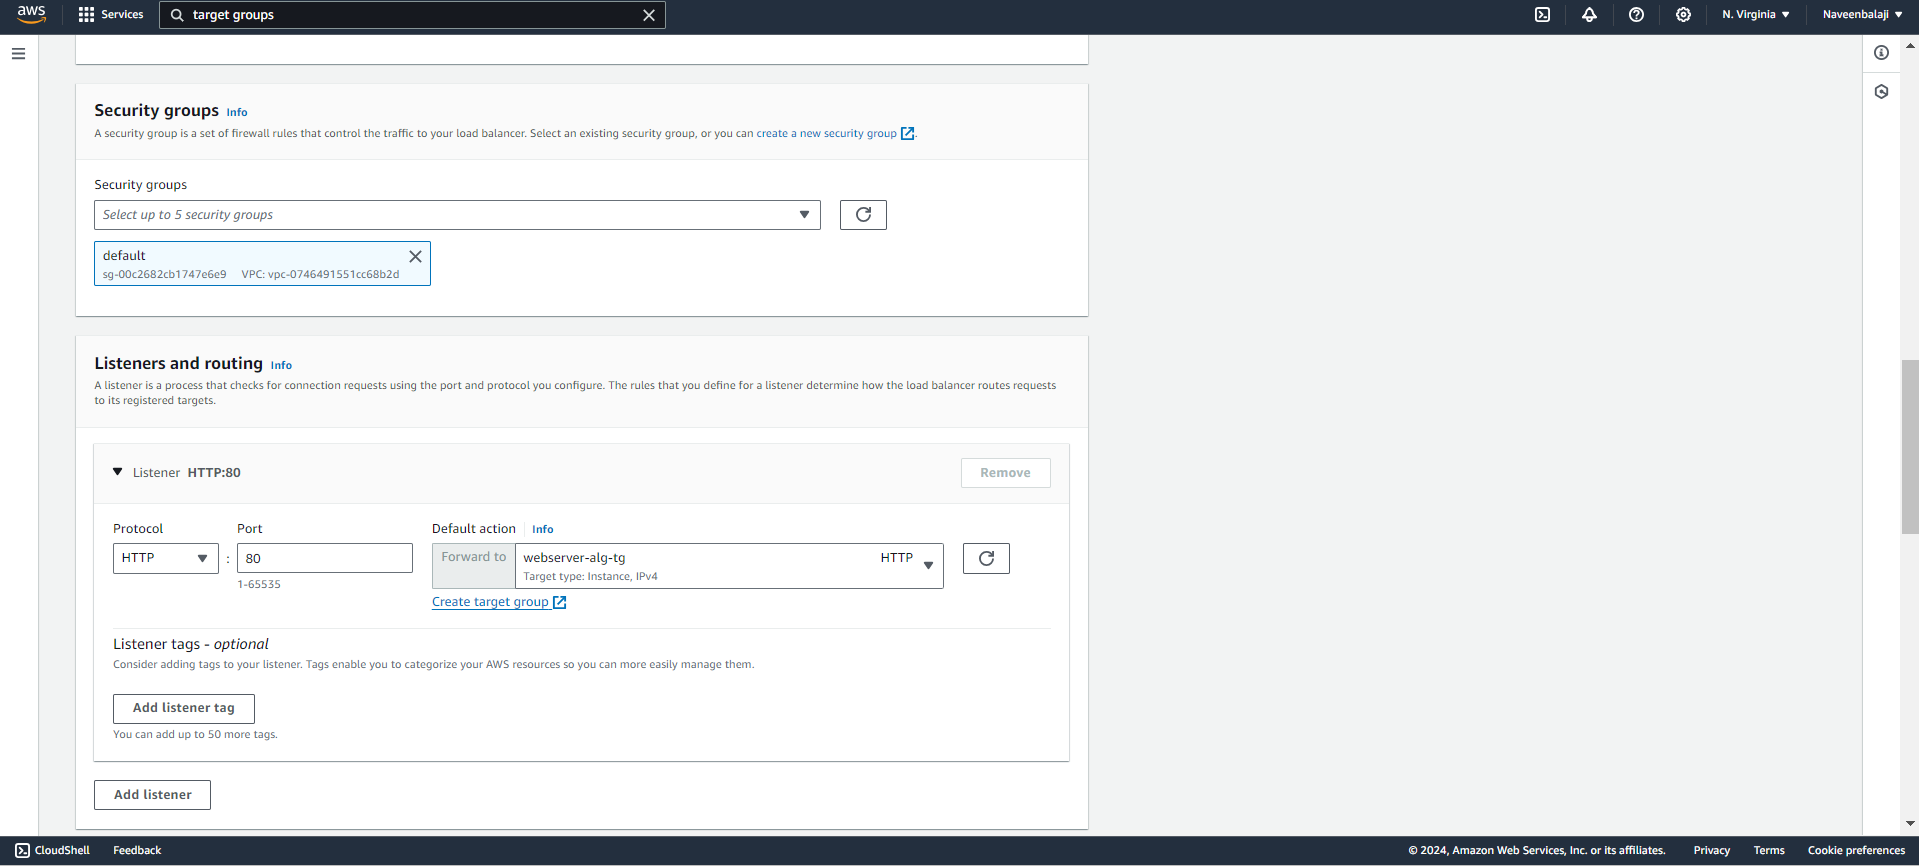 aws
Services
target groups
N. Virginia
Naveenbalaji
Security groups Info
A security group is a set of firewall rules that control the traffic to your load balancer. Select an existing security group, or you can create a new security group.
Security groups
Select up to 5 security groups
default
sg-00c2682cb1747e6e9 VPC: vpc-0746491551cc68b2d
Listeners and routing Info
A listener is a process that checks for connection requests using the port and protocol you configure. The rules that you define for a listener determine how the load balancer routes requests
to its registered targets.
Listener HTTP:80
Remove
Protocol Port Default action Info
HTTP : 80 Forward to webserver-alg-tg HTTP
Target type: Instance, IPv4
1-65535
Create target group
Listener tags - optional
Consider adding tags to your listener. Tags enable you to categorize your AWS resources so you can more easily manage them.
Add listener tag
You can add up to 50 more tags.
Add listener
CloudShell Feedback © 2024, Amazon Web Services, Inc. or its affiliates. Privacy Terms Cookie preferences